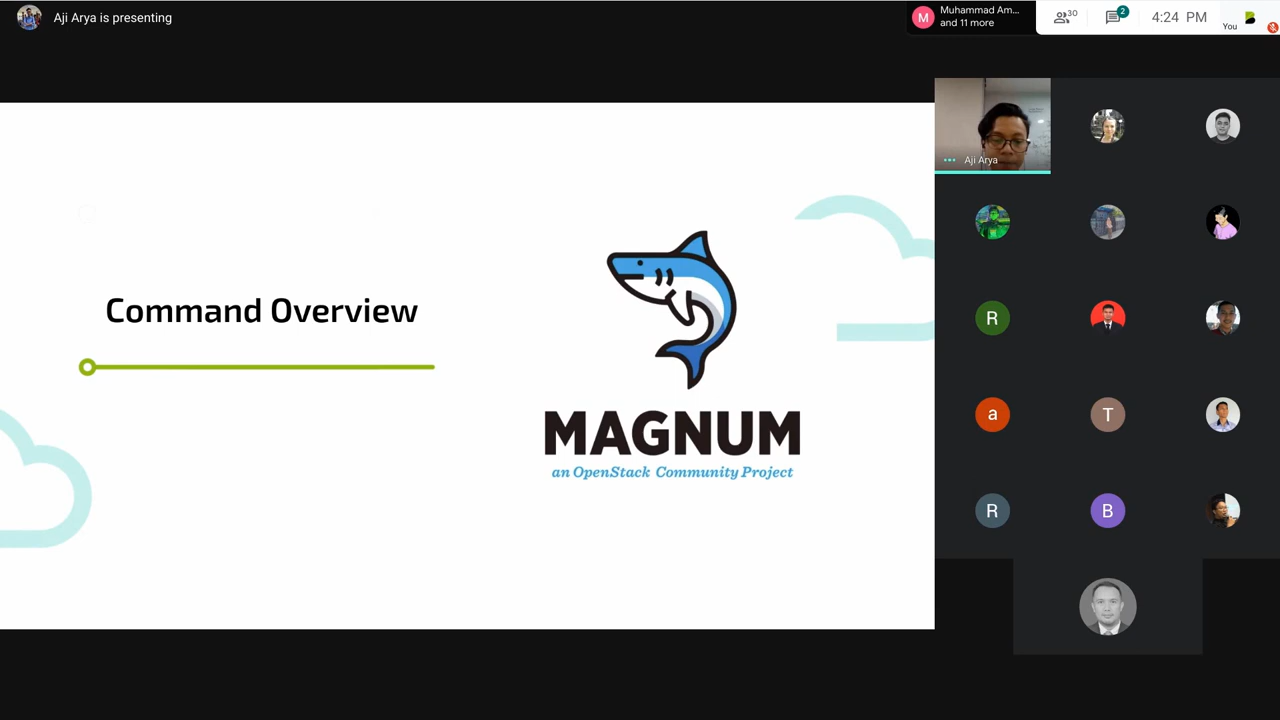 Aji Arya is presenting
M
Muhammad Am...
and 11 more
30
2
4:24 PM
You
Aji Arya
Command Overview
MAGNUM
an OpenStack Community Project
R
a
T
R
B